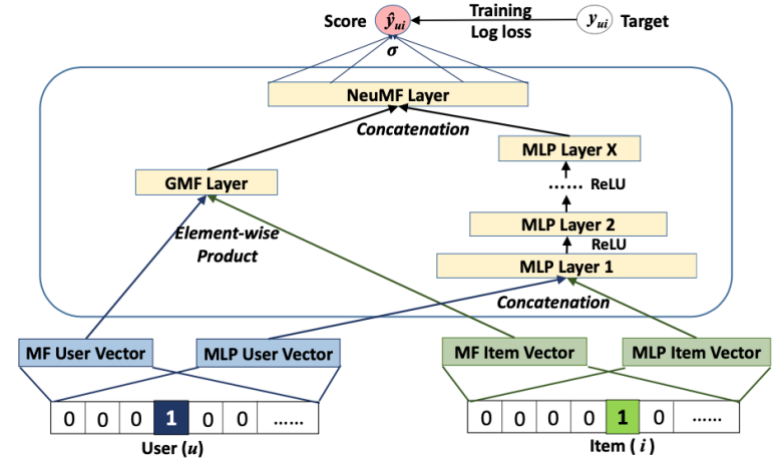 Score ŷui Training yui Target
Log loss
σ
NeuMF Layer
Concatenation
MLP Layer X
GMF Layer
...... ReLU
Element-wise
Product
MLP Layer 2
ReLU
MLP Layer 1
Concatenation
MF User Vector MLP User Vector MF Item Vector MLP Item Vector
0 0 0 1 0 0 ...... 0 0 0 0 1 0 ......
User (u) Item ( i )